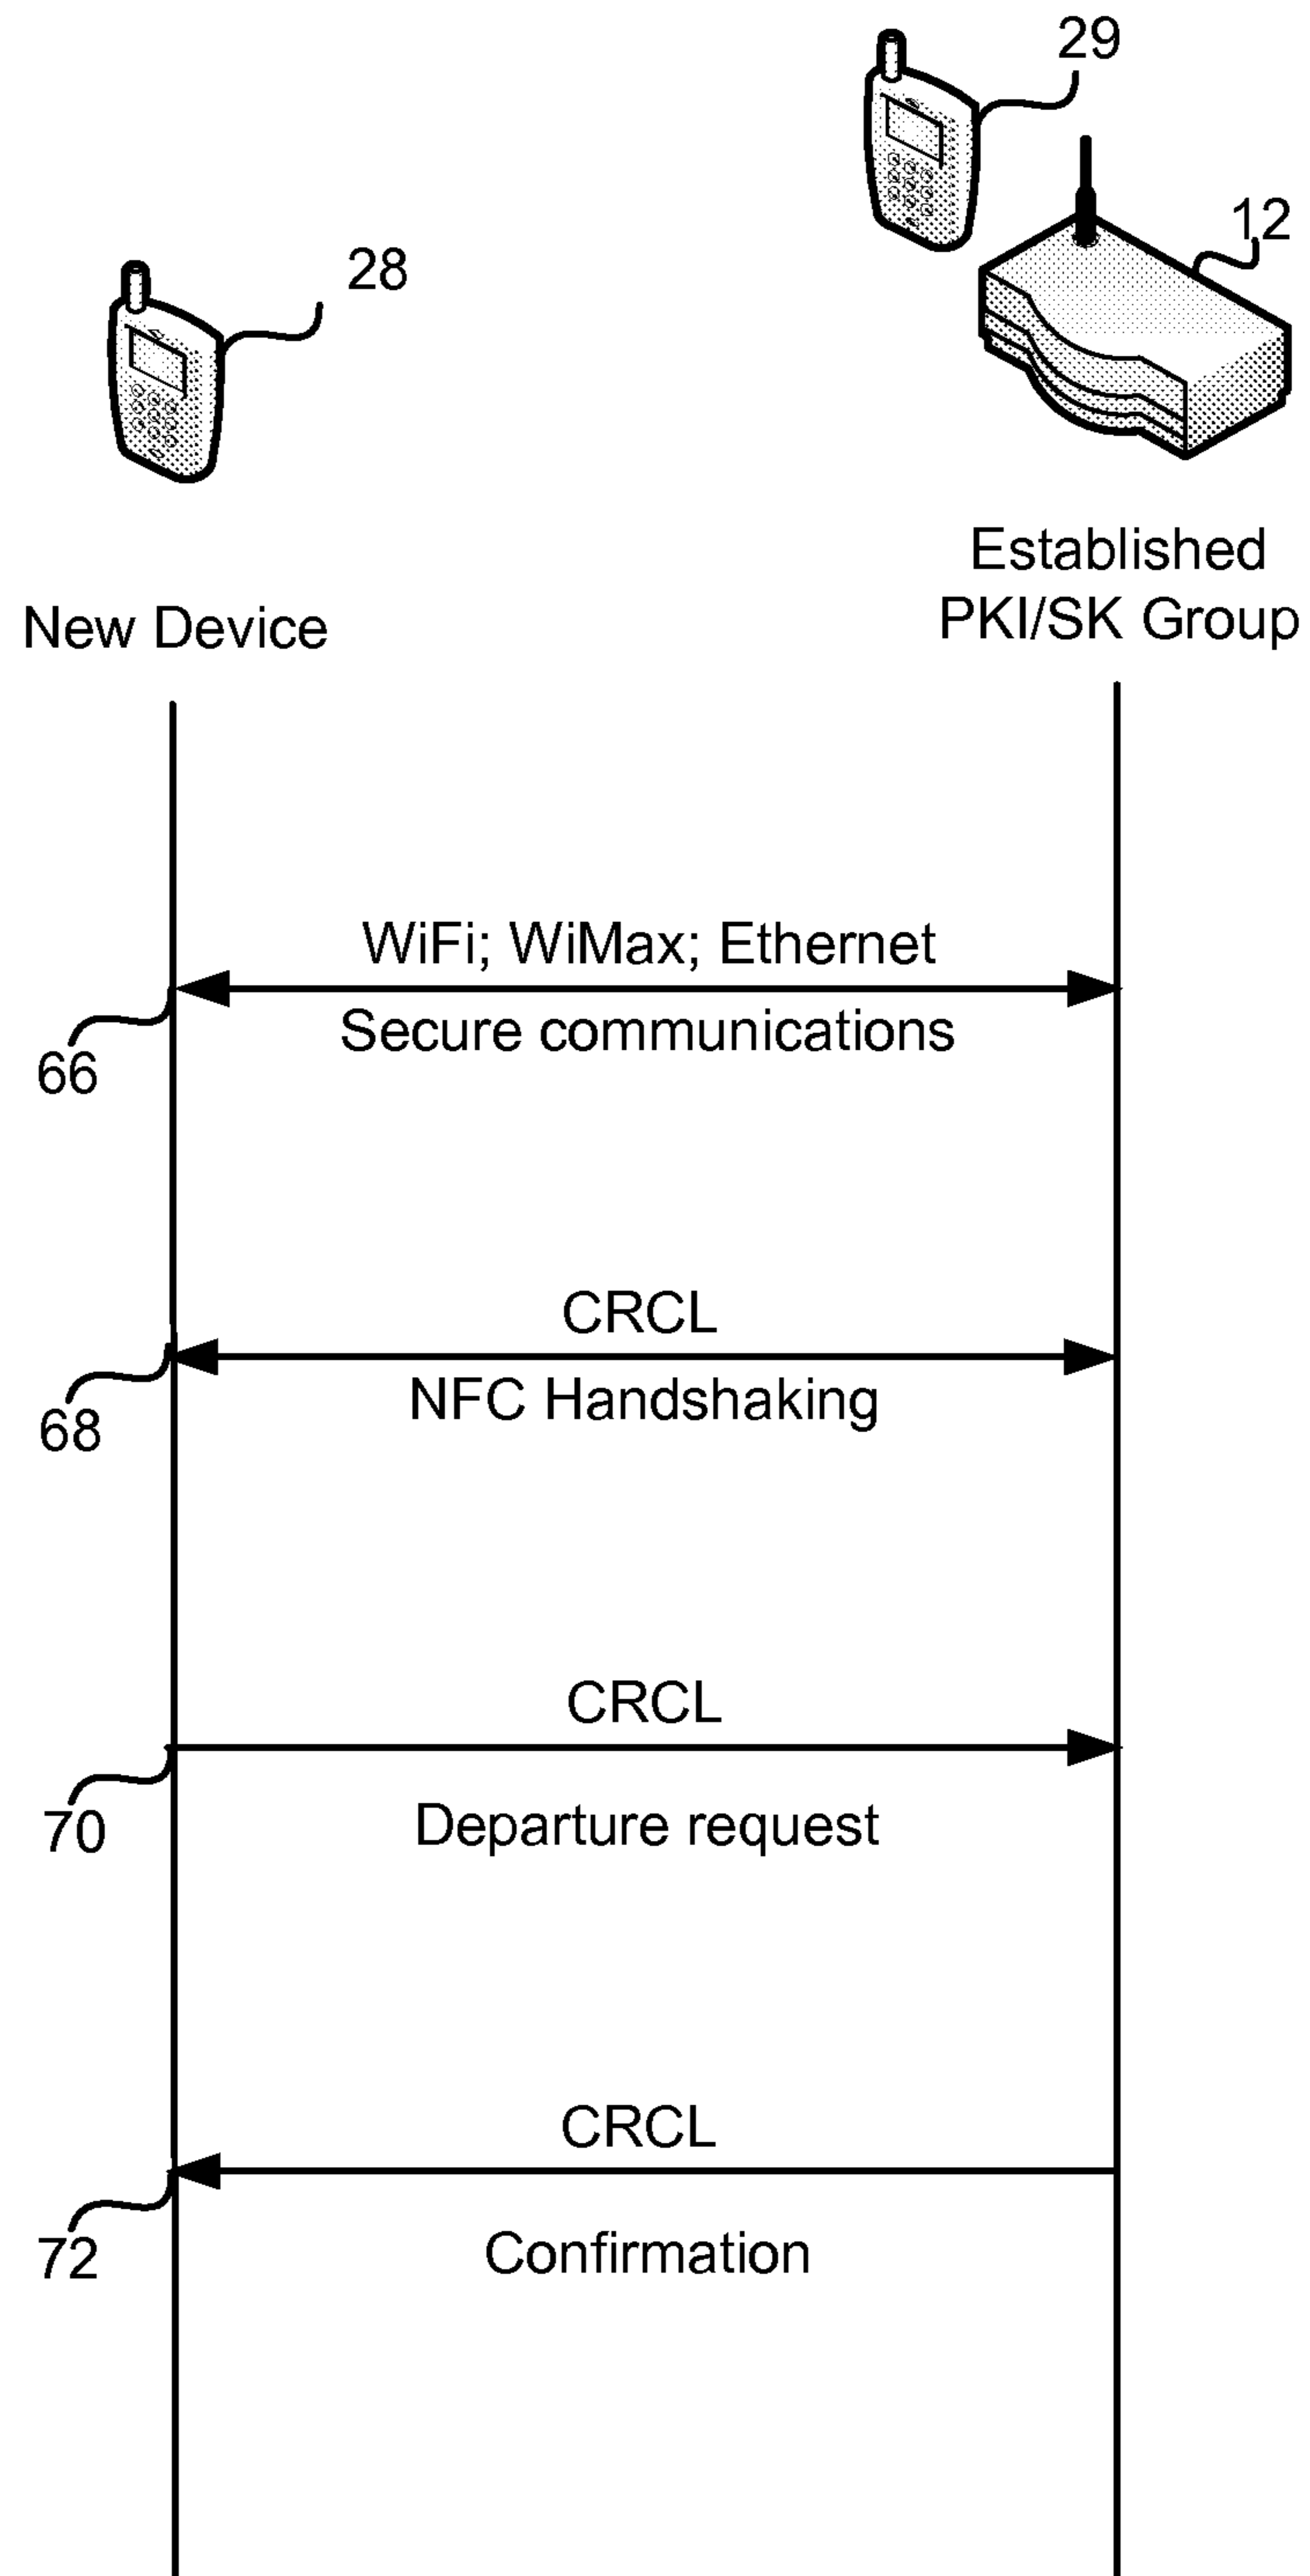 29
12
28
Established
PKI/SK Group
New Device
WiFi; WiMax; Ethernet
Secure communications
66
CRCL
NFC Handshaking
68
CRCL
Departure request
70
CRCL
Confirmation
72